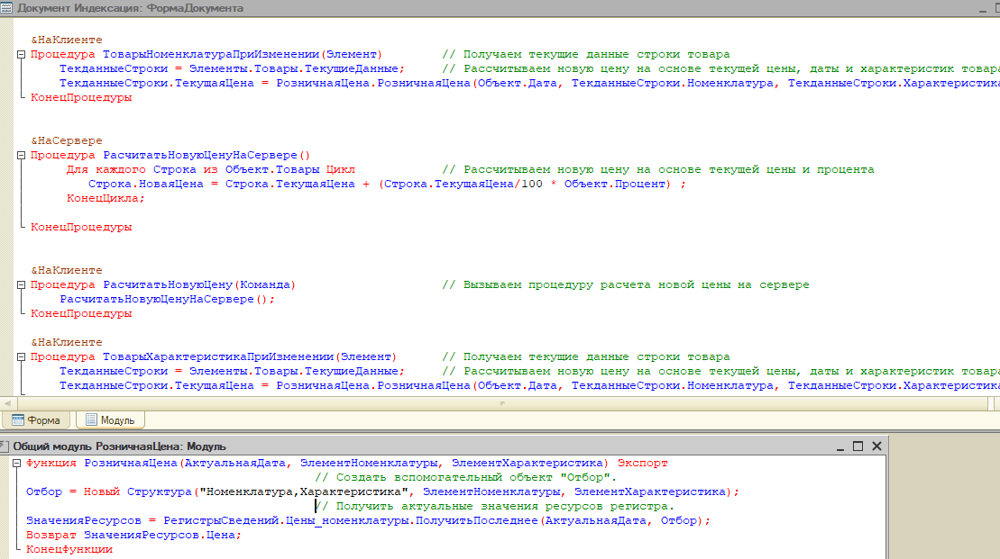 Документ Индексация: ФормаДокумента
&НаКлиенте
Процедура ТоварыНоменклатураПриИзменении(Элемент) // Получаем текущие данные строки товара
ТекданныеСтроки = Элементы.Товары.ТекущиеДанные; // Рассчитываем новую цену на основе текущей цены, даты и характеристик товара
ТекданныеСтроки.ТекущаяЦена = РозничнаяЦена.РозничнаяЦена(Объект.Дата, ТекданныеСтроки.Номенклатура, ТекданныеСтроки.Характеристика
КонецПроцедуры
&НаСервере
Процедура РасчитатьНовуюЦенуНаСервере()
Для каждого Строка из Объект.Товары Цикл // Рассчитываем новую цену на основе текущей цены и процента
Строка.НоваяЦена = Строка.ТекущаяЦена + (Строка.ТекущаяЦена/100 * Объект.Процент) ;
КонецЦикла;
КонецПроцедуры
&НаКлиенте
Процедура РасчитатьНовуюЦену(Команда) // Вызываем процедуру расчета новой цены на сервере
РасчитатьНовуюЦенуНаСервере();
КонецПроцедуры
&НаКлиенте
Процедура ТоварыХарактеристикаПриИзменении(Элемент) // Получаем текущие данные строки товара
ТекданныеСтроки = Элементы.Товары.ТекущиеДанные; // Рассчитываем новую цену на основе текущей цены, даты и характеристик товара
ТекданныеСтроки.ТекущаяЦена = РозничнаяЦена.РозничнаяЦена(Объект.Дата, ТекданныеСтроки.Номенклатура, ТекданныеСтроки.Характеристика
Форма Модуль
Общий модуль РозничнаяЦена: Модуль
Функция РозничнаяЦена(АктуальнаяДата, ЭлементНоменклатуры, ЭлементХарактеристика) Экспорт
// Создать вспомогательный объект "Отбор".
Отбор = Новый Структура("Номенклатура,Характеристика", ЭлементНоменклатуры, ЭлементХарактеристика);
// Получить актуальные значения ресурсов регистра.
ЗначенияРесурсов = РегистрыСведений.Цены_номенклатуры.ПолучитьПоследнее(АктуальнаяДата, Отбор);
Возврат ЗначенияРесурсов.Цена;
КонецФункции